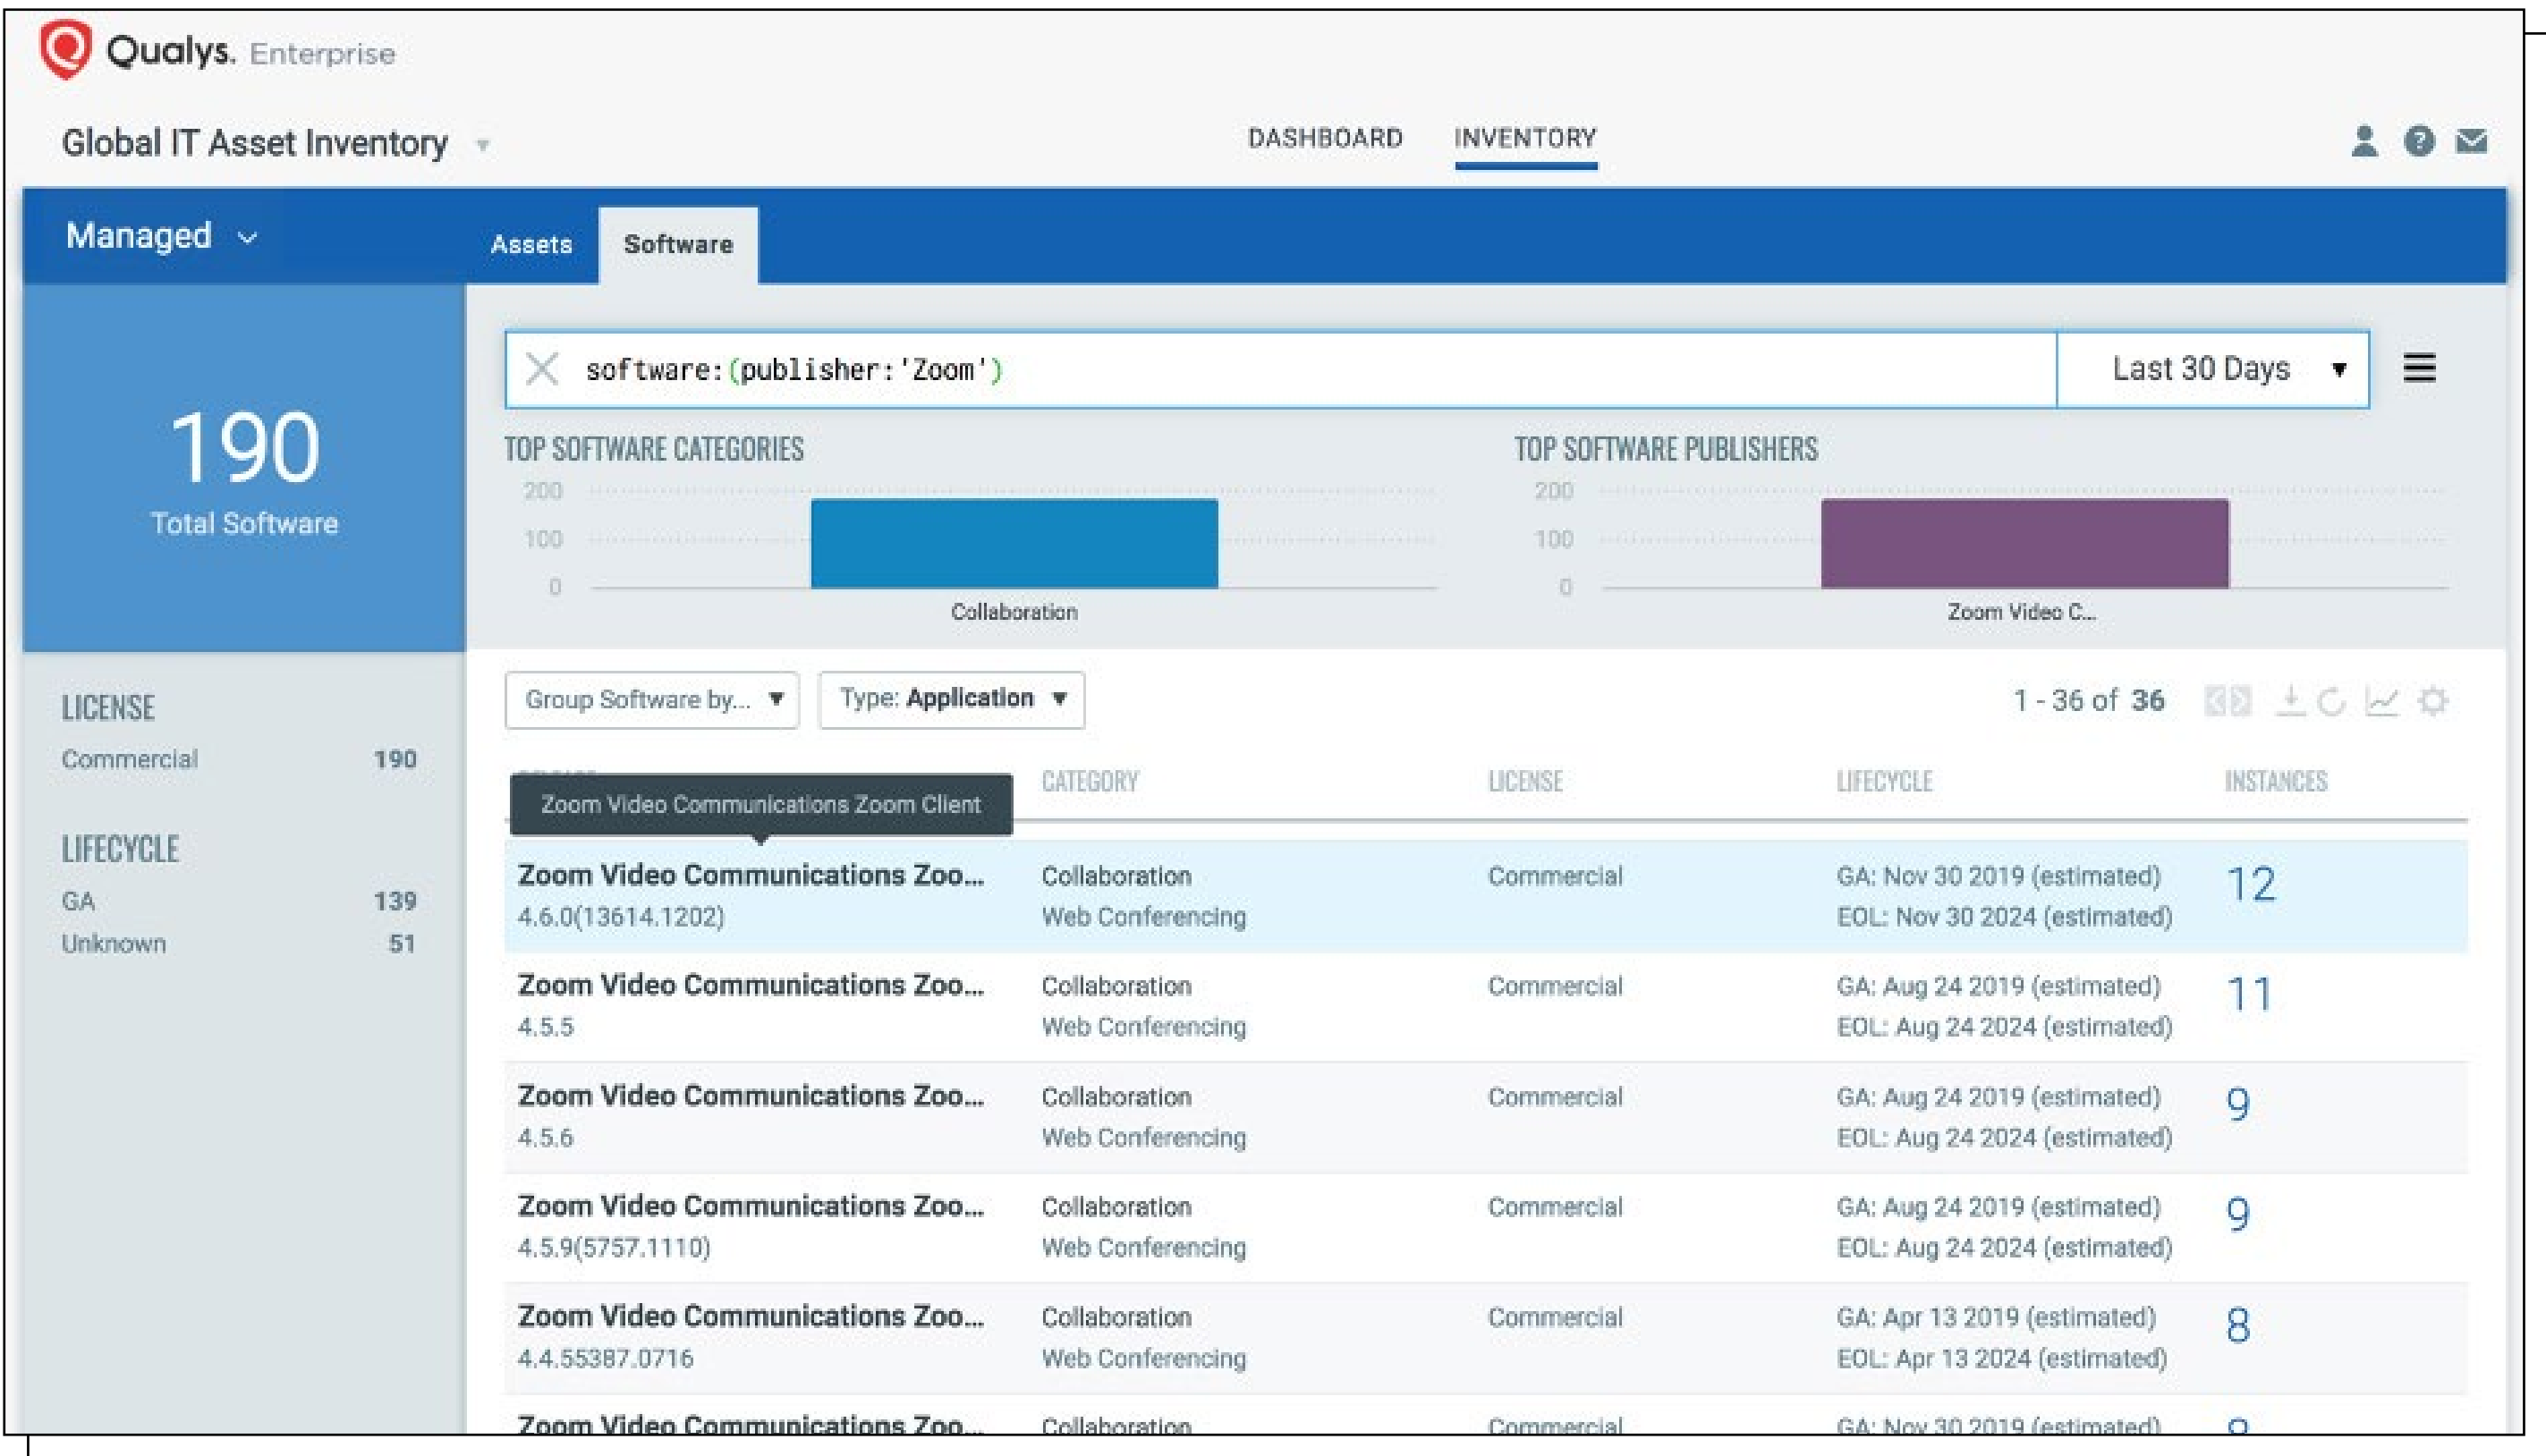 Qualys. Enterprise
Global IT Asset Inventory
DASHBOARD INVENTORY
Managed
Assets Software
190
Total Software
software:(publisher:'Zoom')
Last 30 Days
TOP SOFTWARE CATEGORIES
200
100
0
Collaboration
TOP SOFTWARE PUBLISHERS
200
100
0
Zoom Video C...
LICENSE
Commercial 190
LIFECYCLE
GA 139
Unknown 51
Group Software by... Type: Application
1 - 36 of 36
CATEGORY LICENSE LIFECYCLE INSTANCES
Zoom Video Communications Zoom Client
Zoom Video Communications Zoo... Collaboration Commercial GA: Nov 30 2019 (estimated) 12
4.6.0(13614.1202) Web Conferencing EOL: Nov 30 2024 (estimated)
Zoom Video Communications Zoo... Collaboration Commercial GA: Aug 24 2019 (estimated) 11
4.5.5 Web Conferencing EOL: Aug 24 2024 (estimated)
Zoom Video Communications Zoo... Collaboration Commercial GA: Aug 24 2019 (estimated) 9
4.5.6 Web Conferencing EOL: Aug 24 2024 (estimated)
Zoom Video Communications Zoo... Collaboration Commercial GA: Aug 24 2019 (estimated) 9
4.5.9(5757.1110) Web Conferencing EOL: Aug 24 2024 (estimated)
Zoom Video Communications Zoo... Collaboration Commercial GA: Apr 13 2019 (estimated) 8
4.4.55387.0716 Web Conferencing EOL: Apr 13 2024 (estimated)
Zoom Video Communications Zoo... Collaboration Commercial GA: Nov 30 2019 (estimated)